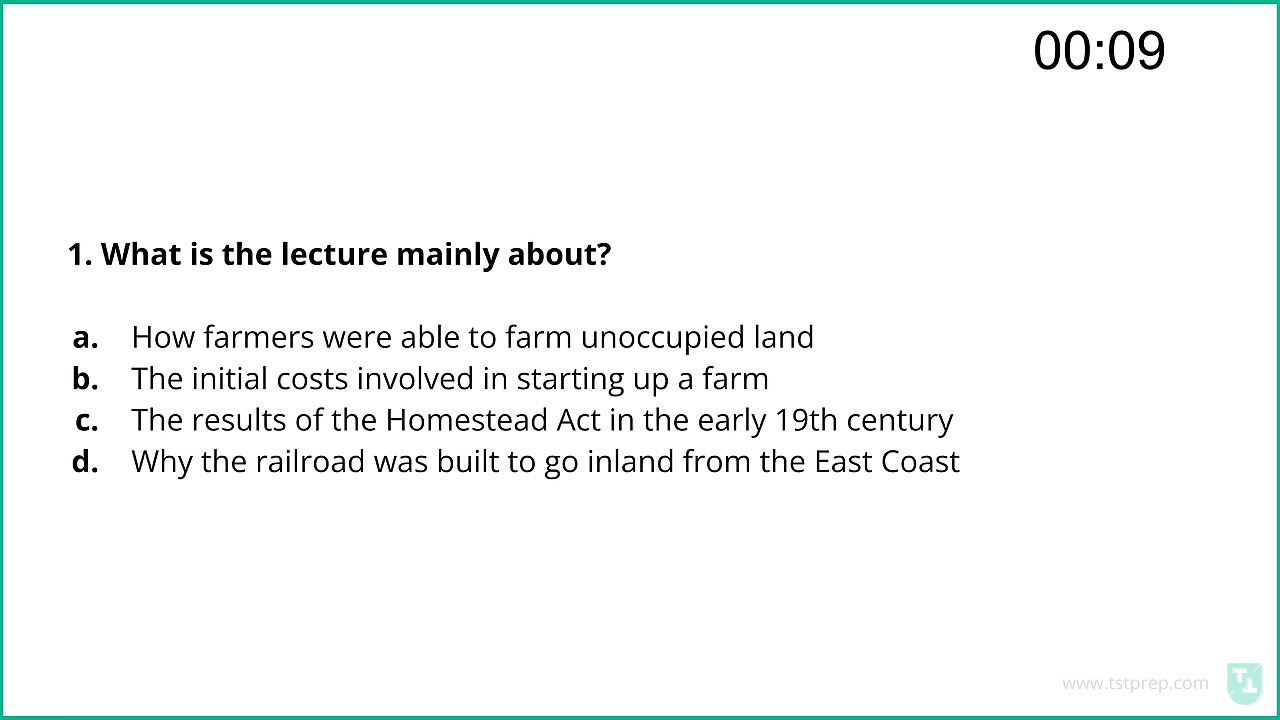 00:09
1. What is the lecture mainly about?
a. How farmers were able to farm unoccupied land
b. The initial costs involved in starting up a farm
c. The results of the Homestead Act in the early 19th century
d. Why the railroad was built to go inland from the East Coast
www.tstprep.com